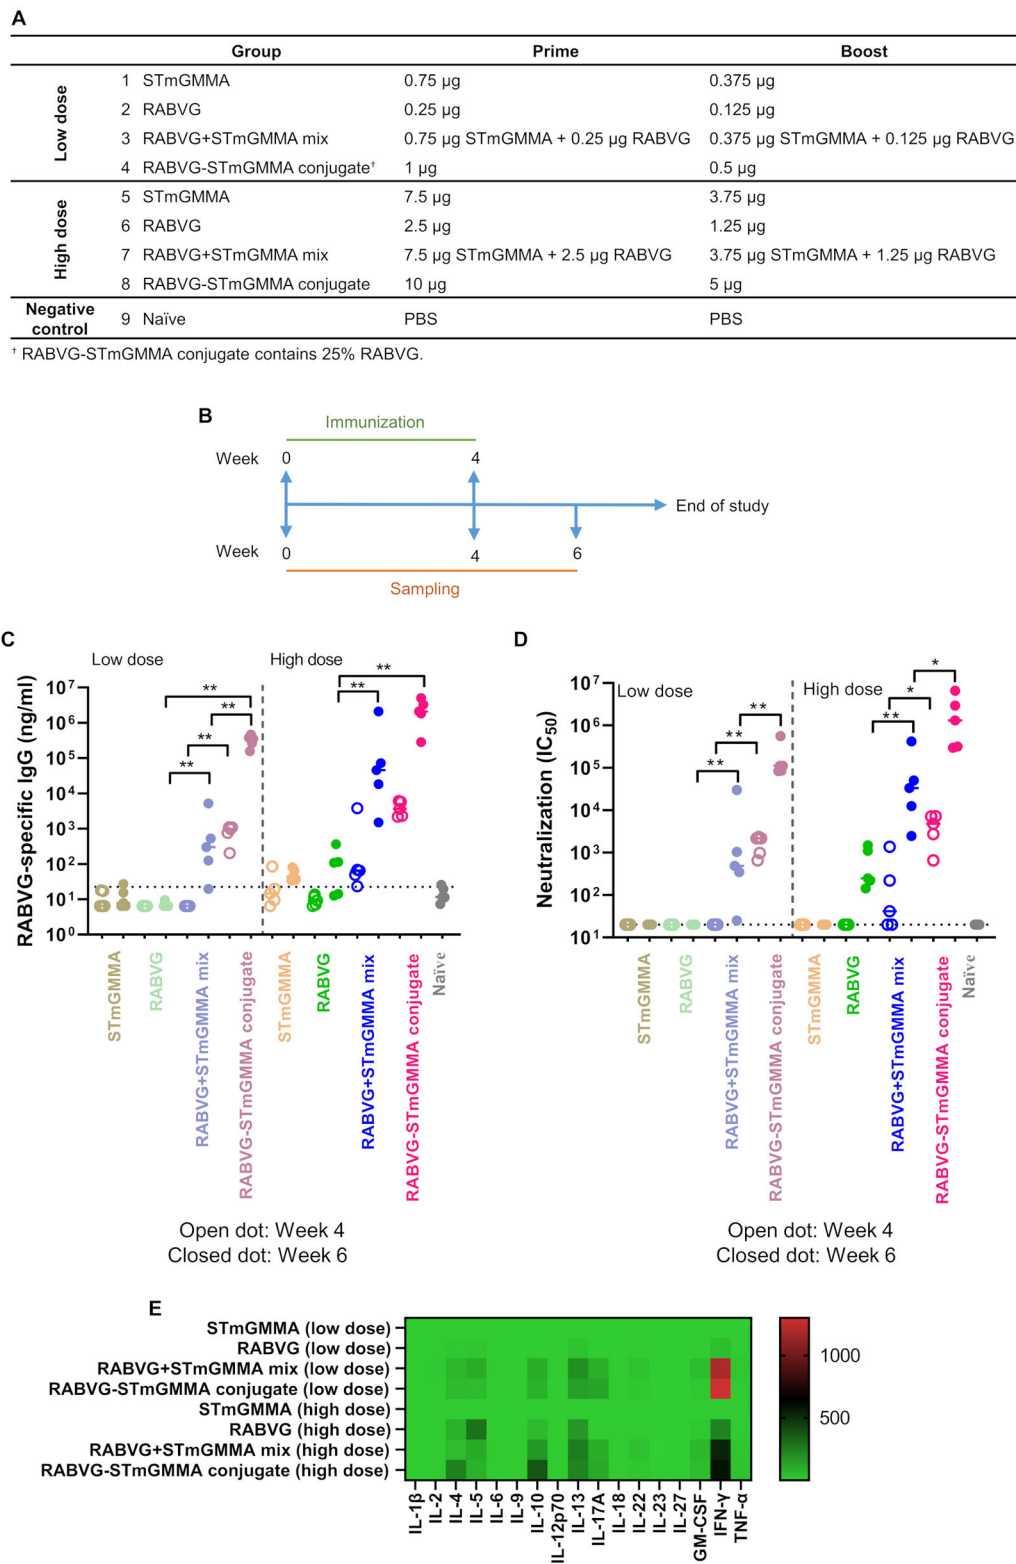 A
Group Prime Boost
Low dose
1 STmGMMA 0.75 µg 0.375 µg
2 RABVG 0.25 µg 0.125 µg
3 RABVG+STmGMMA mix 0.75 µg STmGMMA + 0.25 µg RABVG 0.375 µg STmGMMA + 0.125 µg RABVG
4 RABVG-STmGMMA conjugate† 1 µg 0.5 µg
High dose
5 STmGMMA 7.5 µg 3.75 µg
6 RABVG 2.5 µg 1.25 µg
7 RABVG+STmGMMA mix 7.5 µg STmGMMA + 2.5 µg RABVG 3.75 µg STmGMMA + 1.25 µg RABVG
8 RABVG-STmGMMA conjugate 10 µg 5 µg
Negative
control
9 Naïve PBS PBS
† RABVG-STmGMMA conjugate contains 25% RABVG.
B
Immunization
Week 0 4
End of study
Week 0 4 6
Sampling
C
Low dose High dose
** ** ** ** ** **
RABVG-specific IgG (ng/ml)
10⁷
10⁶
10⁵
10⁴
10³
10²
10¹
10⁰
STmGMMA
RABVG
RABVG+STmGMMA mix
RABVG-STmGMMA conjugate
STmGMMA
RABVG
RABVG+STmGMMA mix
RABVG-STmGMMA conjugate
Naïve
Open dot: Week 4
Closed dot: Week 6
D
Low dose High dose
** ** ** ** * *
Neutralization (IC₅₀)
10⁷
10⁶
10⁵
10⁴
10³
10²
10¹
STmGMMA
RABVG
RABVG+STmGMMA mix
RABVG-STmGMMA conjugate
STmGMMA
RABVG
RABVG+STmGMMA mix
RABVG-STmGMMA conjugate
Naïve
Open dot: Week 4
Closed dot: Week 6
E
STmGMMA (low dose)
RABVG (low dose)
RABVG+STmGMMA mix (low dose)
RABVG-STmGMMA conjugate (low dose)
STmGMMA (high dose)
RABVG (high dose)
RABVG+STmGMMA mix (high dose)
RABVG-STmGMMA conjugate (high dose)
IL-1β
IL-2
IL-4
IL-5
IL-6
IL-9
IL-10
IL-12p70
IL-13
IL-17A
IL-18
IL-22
IL-23
IL-27
GM-CSF
IFN-γ
TNF-α
1000
500